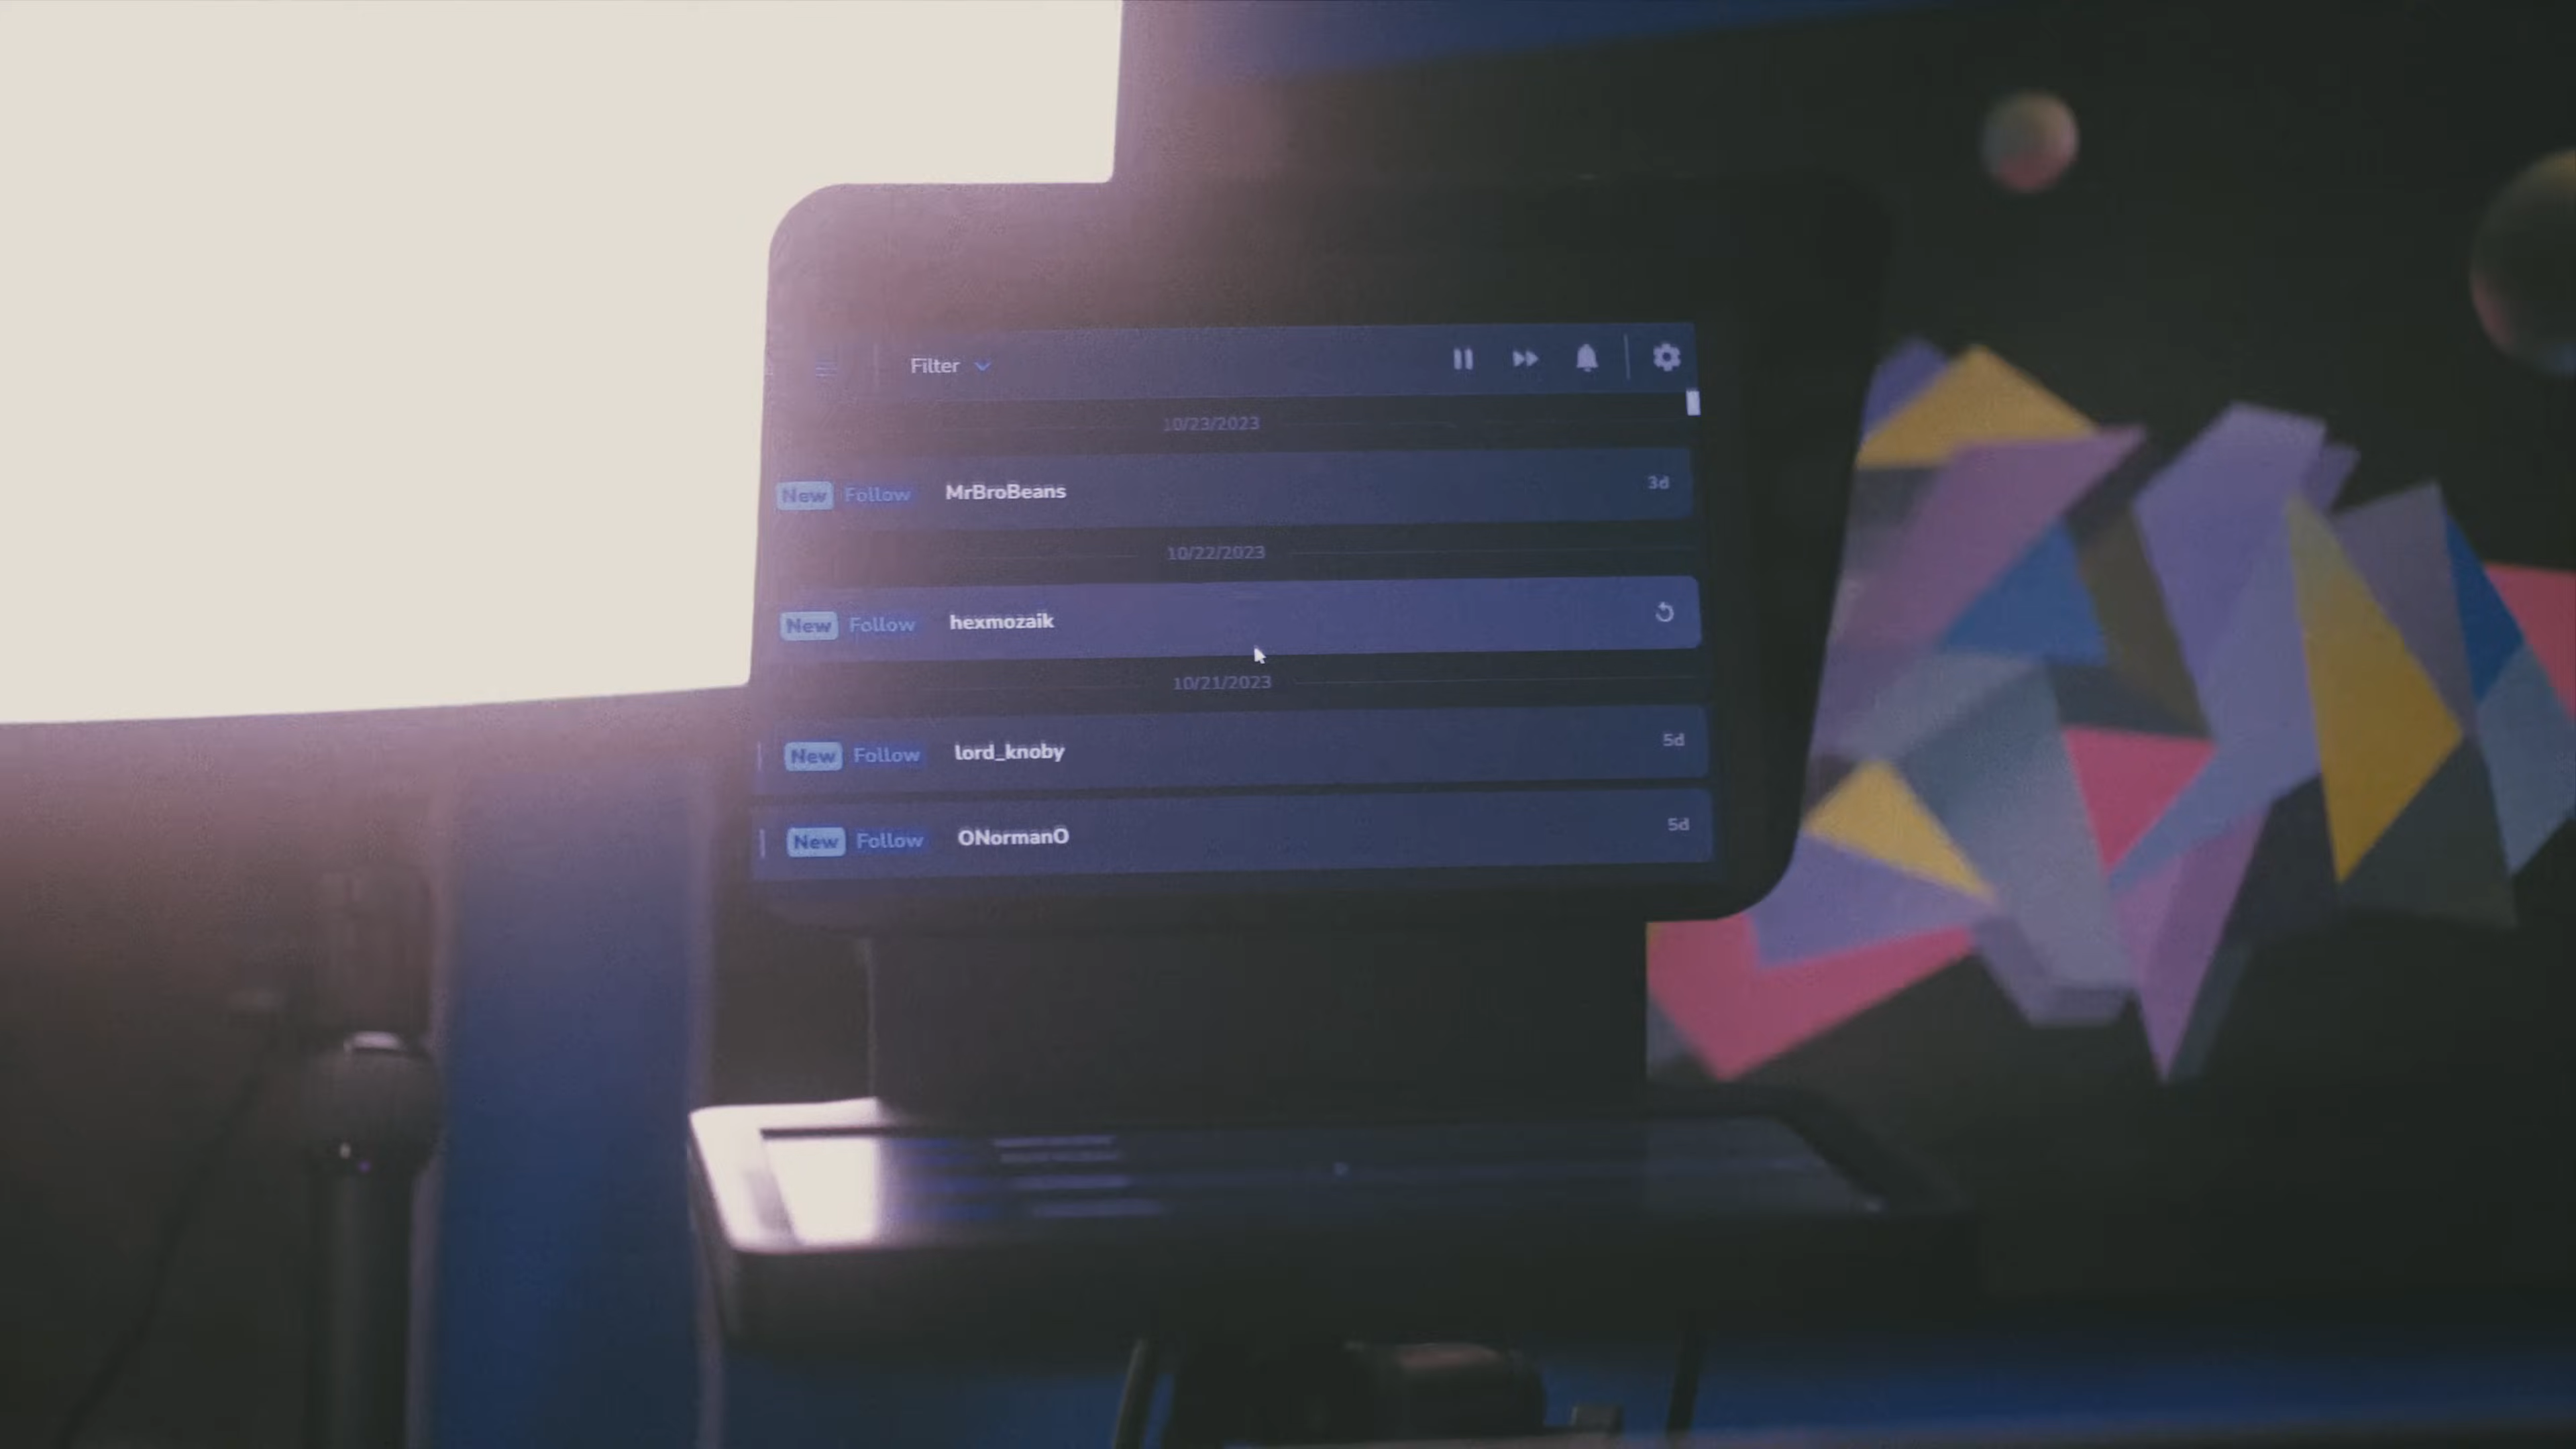 Filter
10/23/2023
New Follow MrBroBeans 3d
10/22/2023
New Follow hexmozaik
10/21/2023
New Follow lord_knoby 5d
New Follow ONormanO 5d